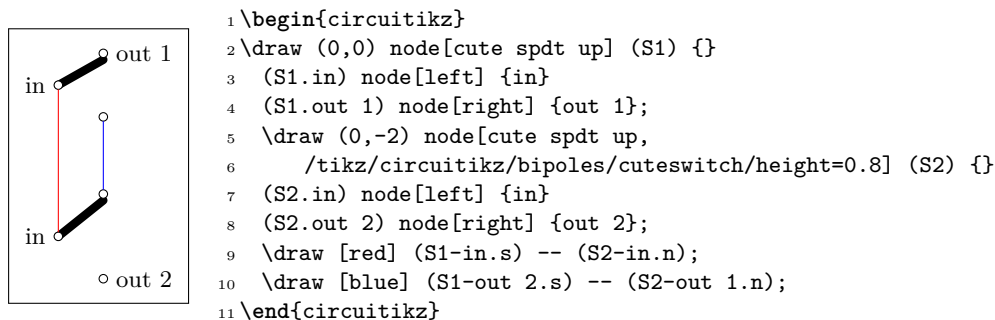 out 1
in
in
out 2
1 \begin{circuitikz}
2 \draw (0,0) node[cute spdt up] (S1) {}
3 (S1.in) node[left] {in}
4 (S1.out 1) node[right] {out 1};
5 \draw (0,-2) node[cute spdt up,
6 /tikz/circuitikz/bipoles/cuteswitch/height=0.8] (S2) {}
7 (S2.in) node[left] {in}
8 (S2.out 2) node[right] {out 2};
9 \draw [red] (S1-in.s) -- (S2-in.n);
10 \draw [blue] (S1-out 2.s) -- (S2-out 1.n);
11 \end{circuitikz}